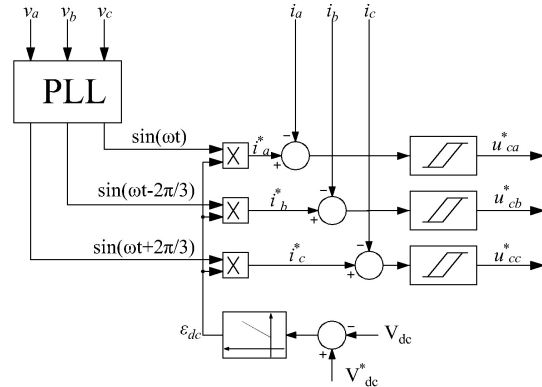 v_a v_b v_c i_a i_b i_c
PLL
sin(ωt)
X
i*_a
−
+
u*_ca
sin(ωt-2π/3)
X
i*_b
−
+
u*_cb
sin(ωt+2π/3)
X
i*_c
−
+
u*_cc
ε_dc
−
+
V_dc
V*_dc